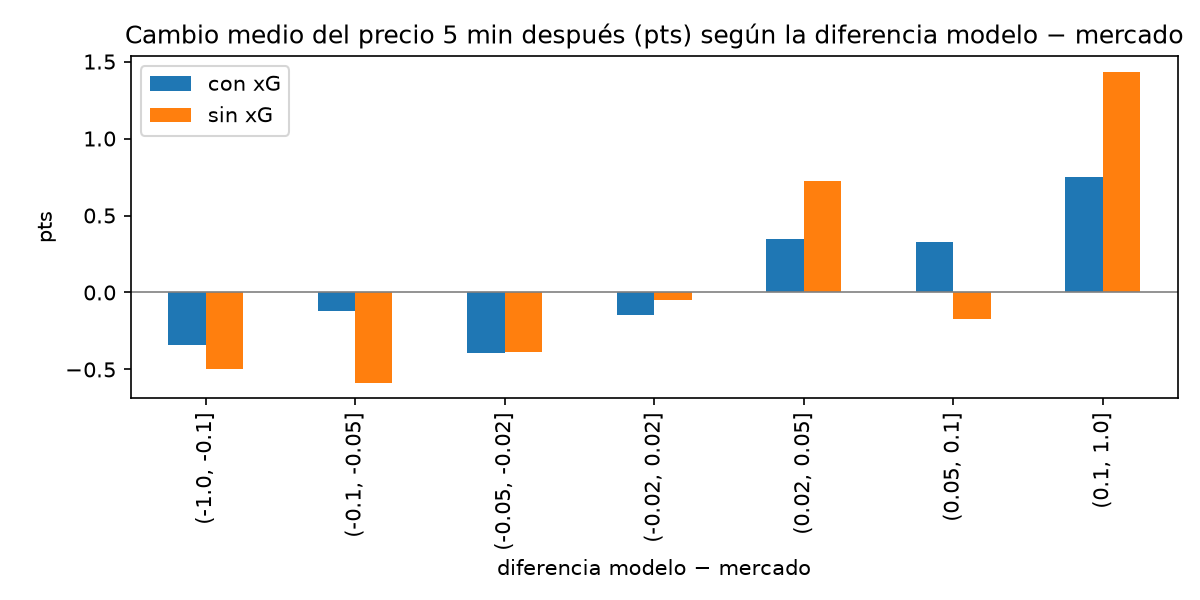 Cambio medio del precio 5 min después (pts) según la diferencia modelo − mercado
con xG
sin xG
pts
1.5
1.0
0.5
0.0
−0.5
(-1.0, -0.1]
(-0.1, -0.05]
(-0.05, -0.02]
(-0.02, 0.02]
(0.02, 0.05]
(0.05, 0.1]
(0.1, 1.0]
diferencia modelo − mercado